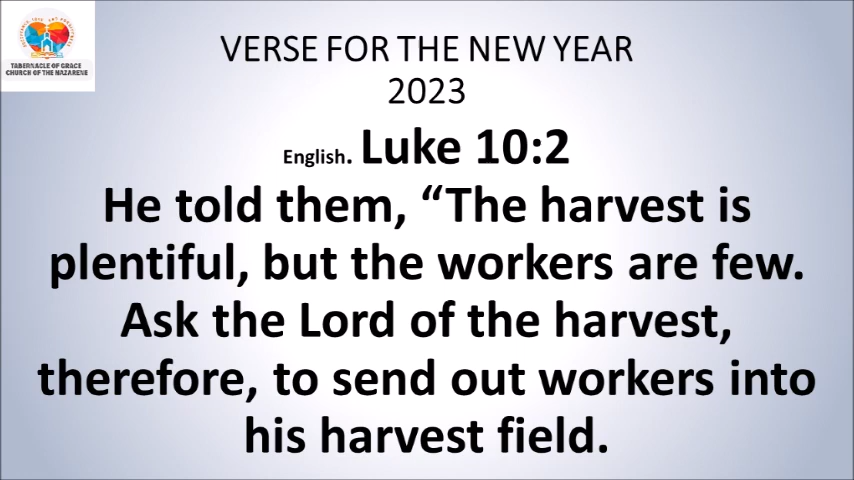 TABERNACLE OF GRACE
CHURCH OF THE NAZARENE
VERSE FOR THE NEW YEAR
2023
English. Luke 10:2
He told them, “The harvest is
plentiful, but the workers are few.
Ask the Lord of the harvest,
therefore, to send out workers into
his harvest field.